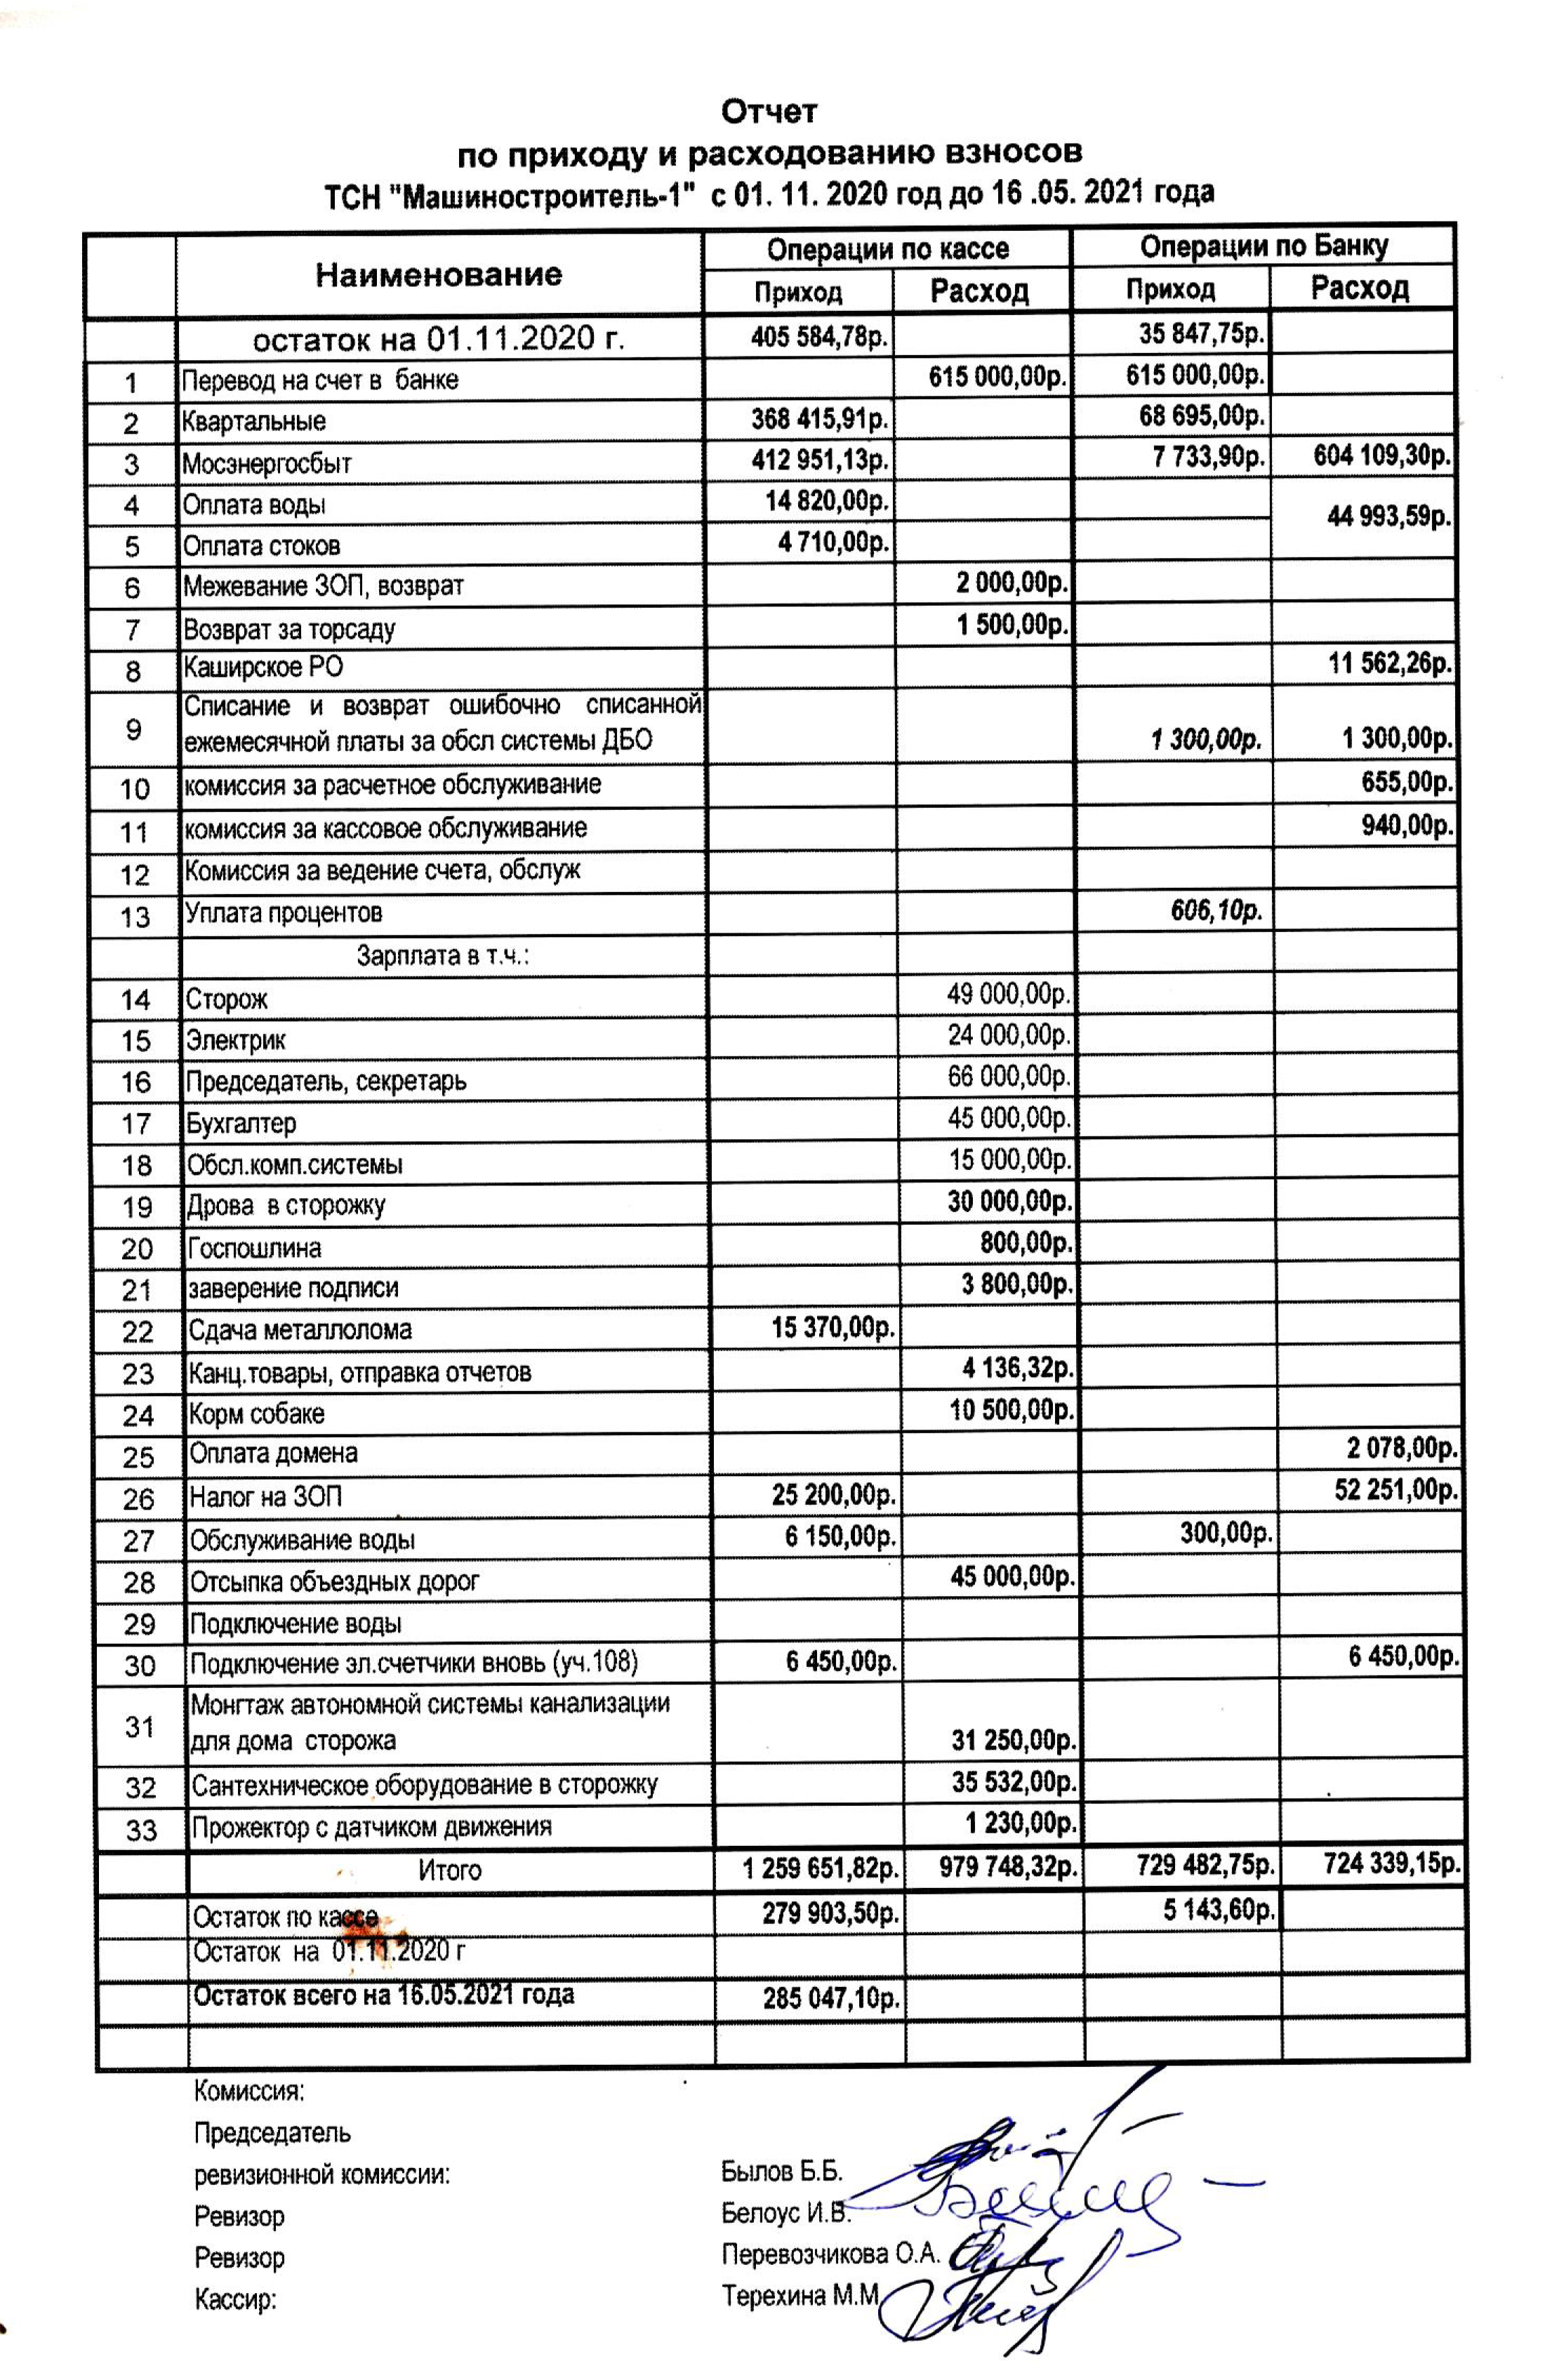 Отчет
по приходу и расходованию взносов
ТСН "Машиностроитель-1" с 01. 11. 2020 год до 16 .05. 2021 года
Наименование Операции по кассе Операции по Банку
Приход Расход Приход Расход
остаток на 01.11.2020 г. 405 584,78р. 35 847,75р.
1 Перевод на счет в банке 615 000,00р. 615 000,00р.
2 Квартальные 368 415,91р. 68 695,00р.
3 Мосэнергосбыт 412 951,13р. 7 733,90р. 604 109,30р.
4 Оплата воды 14 820,00р. 44 993,59р.
5 Оплата стоков 4 710,00р.
6 Межевание ЗОП, возврат 2 000,00р.
7 Возврат за торсаду 1 500,00р.
8 Каширское РО 11 562,26р.
9 Списание и возврат ошибочно списанной
ежемесячной платы за обсл системы ДБО 1 300,00р. 1 300,00р.
10 комиссия за расчетное обслуживание 655,00р.
11 комиссия за кассовое обслуживание 940,00р.
12 Комиссия за ведение счета, обслуж
13 Уплата процентов 606,10р.
Зарплата в т.ч.:
14 Сторож 49 000,00р.
15 Электрик 24 000,00р.
16 Председатель, секретарь 66 000,00р.
17 Бухгалтер 45 000,00р.
18 Обсл.комп.системы 15 000,00р.
19 Дрова в сторожку 30 000,00р.
20 Госпошлина 800,00р.
21 заверение подписи 3 800,00р.
22 Сдача металлолома 15 370,00р.
23 Канц.товары, отправка отчетов 4 136,32р.
24 Корм собаке 10 500,00р.
25 Оплата домена 2 078,00р.
26 Налог на ЗОП 25 200,00р. 52 251,00р.
27 Обслуживание воды 6 150,00р. 300,00р.
28 Отсыпка объездных дорог 45 000,00р.
29 Подключение воды
30 Подключение эл.счетчики вновь (уч.108) 6 450,00р. 6 450,00р.
31 Монгтаж автономной системы канализации
для дома сторожа 31 250,00р.
32 Сантехническое оборудование в сторожку 35 532,00р.
33 Прожектор с датчиком движения 1 230,00р.
Итого 1 259 651,82р. 979 748,32р. 729 482,75р. 724 339,15р.
Остаток по кассе 279 903,50р. 5 143,60р.
Остаток на 01.11.2020 г
Остаток всего на 16.05.2021 года 285 047,10р.
Комиссия:
Председатель
ревизионной комиссии: Былов Б.Б.
Ревизор Белоус И.В.
Ревизор Перевозчикова О.А.
Кассир: Терехина М.М